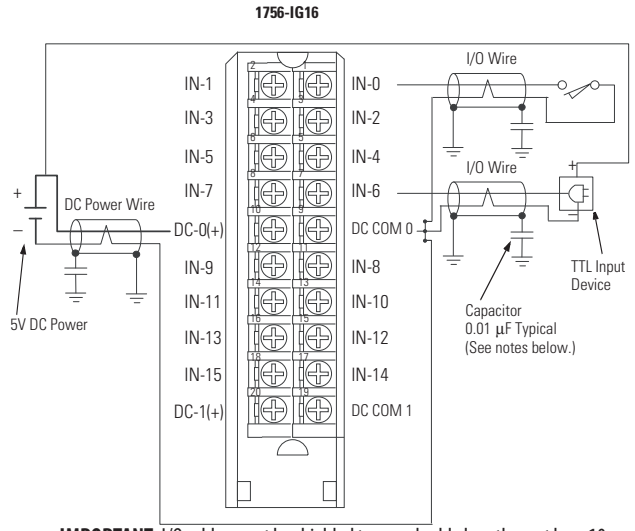 1756-IG16
I/O Wire
2 1
IN-1 IN-0
4 3
IN-3 IN-2
6 5
IN-5 IN-4
I/O Wire
8 7
IN-7 IN-6
+
+
DC Power Wire
10 9
DC-0(+) DC COM 0
–
–
12 11
IN-9 IN-8
TTL Input
Device
14 13
IN-11 IN-10
5V DC Power
Capacitor
0.01 µF Typical
(See notes below.)
16 15
IN-13 IN-12
18 17
IN-15 IN-14
20 19
DC-1(+) DC COM 1